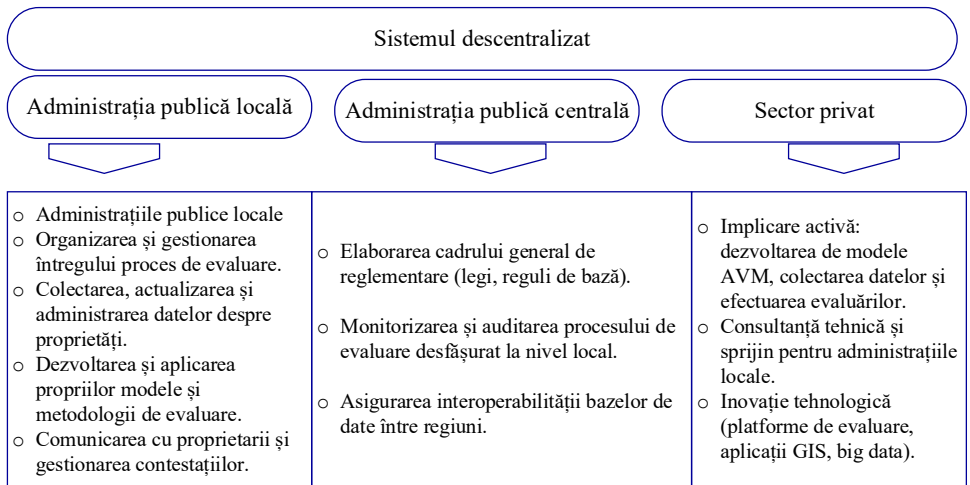 Sistemul descentralizat
Administrația publică locală
Administrația publică centrală
Sector privat
o Administrațiile publice locale
o Organizarea și gestionarea
întregului proces de evaluare.
o Colectarea, actualizarea și
administrarea datelor despre
proprietăți.
o Dezvoltarea și aplicarea
propriilor modele și
metodologii de evaluare.
o Comunicarea cu proprietarii și
gestionarea contestațiilor.
o Elaborarea cadrului general de
reglementare (legi, reguli de bază).
o Monitorizarea și auditarea procesului de
evaluare desfășurat la nivel local.
o Asigurarea interoperabilității bazelor de
date între regiuni.
o Implicare activă:
dezvoltarea de modele
AVM, colectarea datelor și
efectuarea evaluărilor.
o Consultanță tehnică și
sprijin pentru administrațiile
locale.
o Inovație tehnologică
(platforme de evaluare,
aplicații GIS, big data).